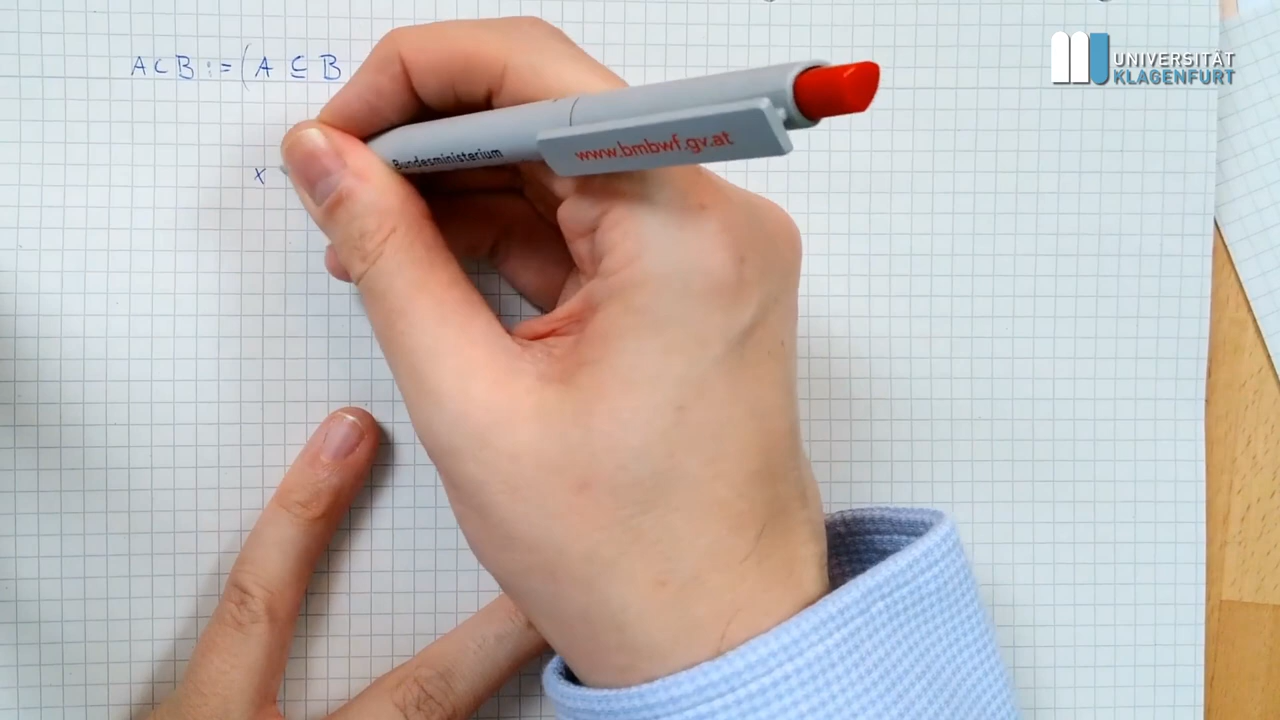 A ⊂ B := (A ⊆ B
x
Bundesministerium
www.bmbwf.gv.at
UNIVERSITÄT
KLAGENFURT